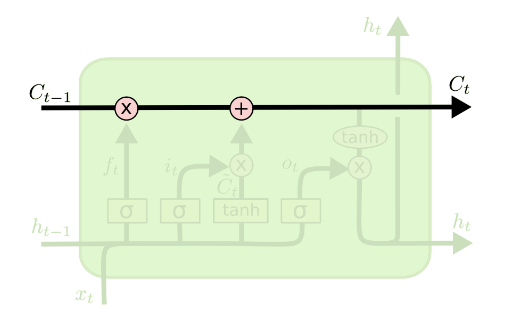 h_t
C_{t-1}
C_t
x
+
tanh
f_t
i_t
x
o_t
x
C̃_t
σ
σ
tanh
σ
h_{t-1}
h_t
x_t